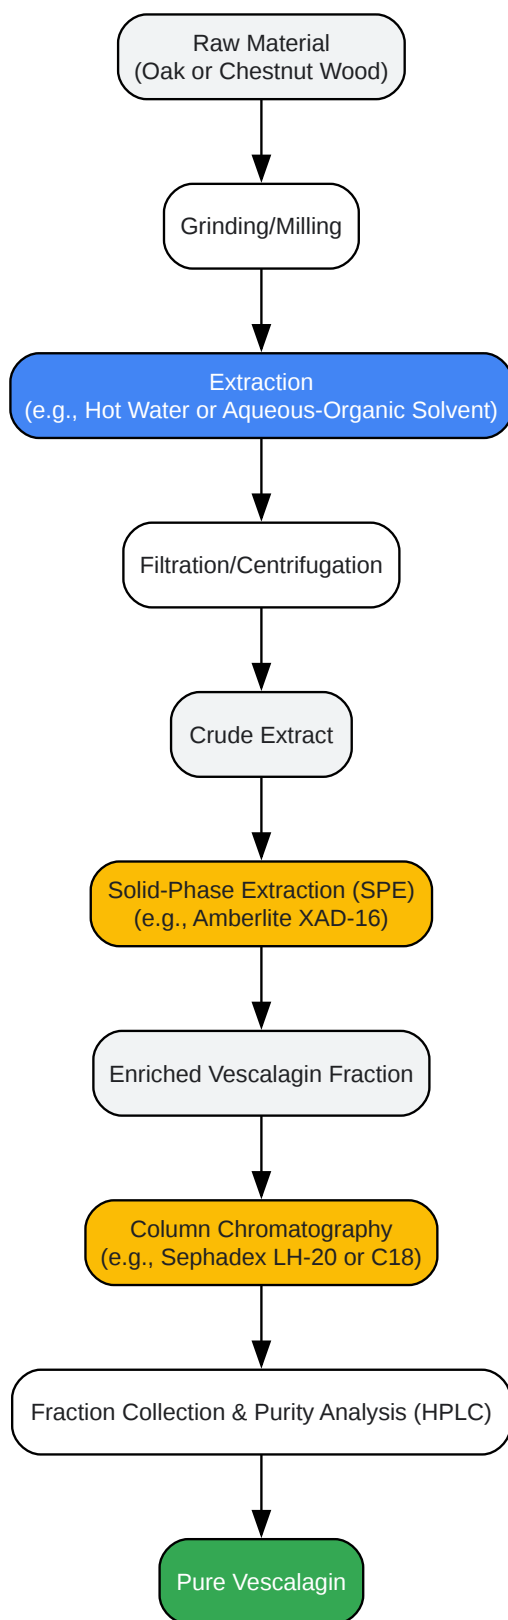 Raw Material
(Oak or Chestnut Wood)
Grinding/Milling
Extraction
(e.g., Hot Water or Aqueous-Organic Solvent)
Filtration/Centrifugation
Crude Extract
Solid-Phase Extraction (SPE)
(e.g., Amberlite XAD-16)
Enriched Vescalagin Fraction
Column Chromatography
(e.g., Sephadex LH-20 or C18)
Fraction Collection & Purity Analysis (HPLC)
Pure Vescalagin